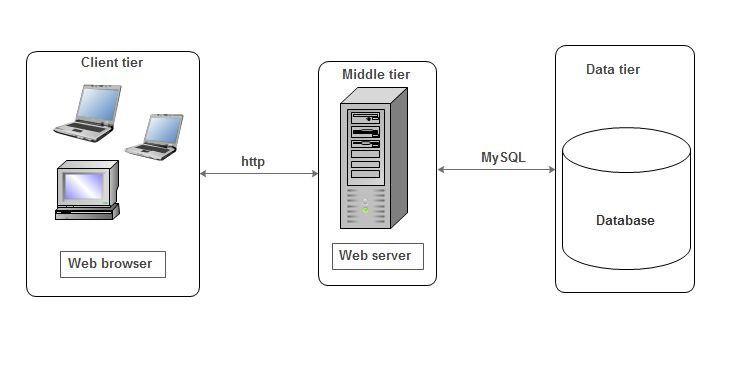 Client tier
Middle tier
Data tier
http
MySQL
Database
Web browser
Web server